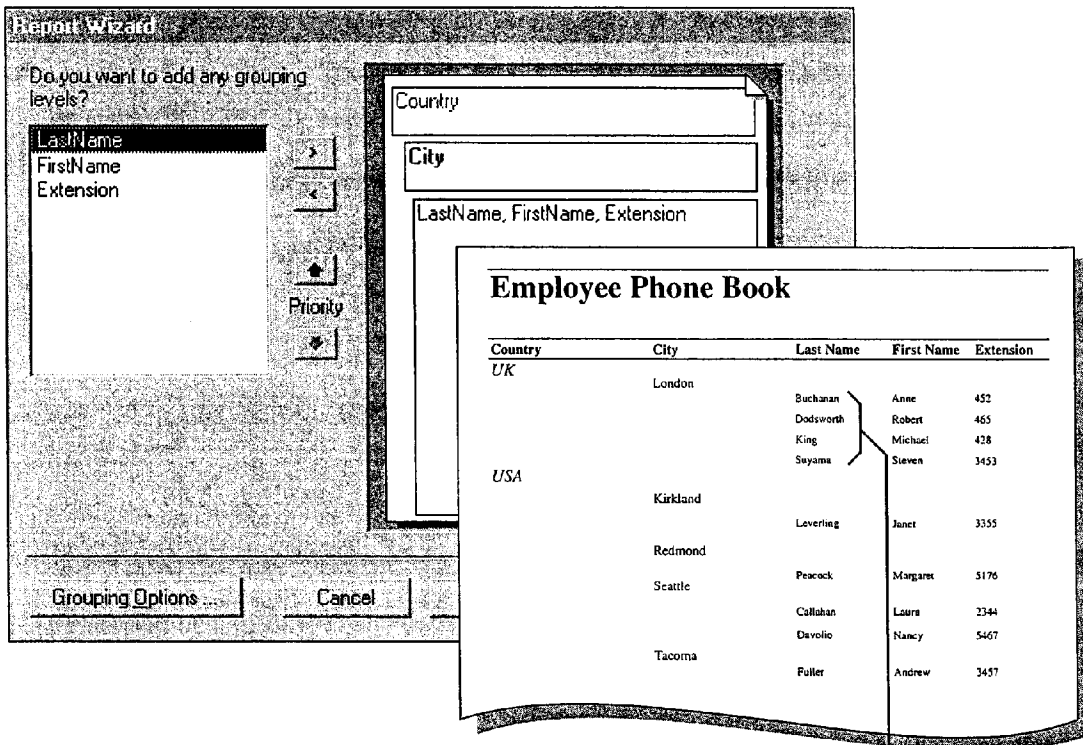 Report Wizard
Do you want to add any grouping
levels?
LastName
FirstName
Extension
>
<
Priority
Country
City
LastName, FirstName, Extension
Grouping Options ...
Cancel
Employee Phone Book
Country City Last Name First Name Extension
UK
London
Buchanan Anne 452
Dodsworth Robert 465
King Michael 428
Suyama Steven 3453
USA
Kirkland
Leverling Janet 3355
Redmond
Peacock Margaret 5176
Seattle
Callahan Laura 2344
Davolio Nancy 5467
Tacoma
Fuller Andrew 3457